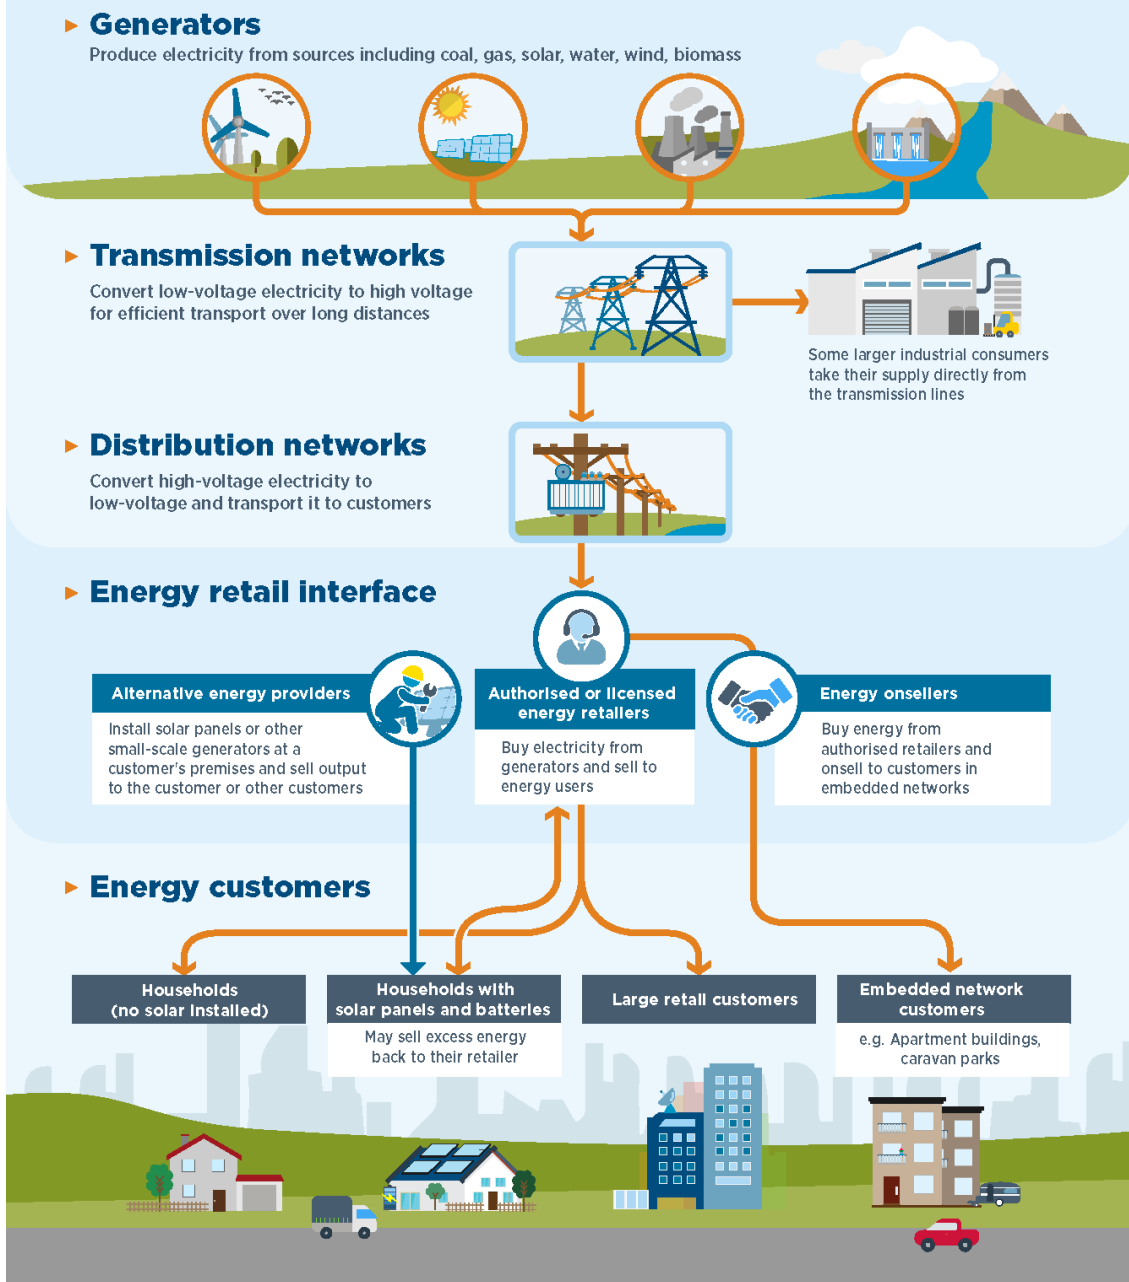 Generators
Produce electricity from sources including coal, gas, solar, water, wind, biomass
Transmission networks
Convert low-voltage electricity to high voltage
for efficient transport over long distances
Some larger industrial consumers
take their supply directly from
the transmission lines
Distribution networks
Convert high-voltage electricity to
low-voltage and transport it to customers
Energy retail interface
Alternative energy providers
Install solar panels or other
small-scale generators at a
customer's premises and sell output
to the customer or other customers
Authorised or licensed
energy retailers
Buy electricity from
generators and sell to
energy users
Energy onsellers
Buy energy from
authorised retailers and
onsell to customers in
embedded networks
Energy customers
Households
(no solar installed)
Households with
solar panels and batteries
May sell excess energy
back to their retailer
Large retail customers
Embedded network
customers
e.g. Apartment buildings,
caravan parks